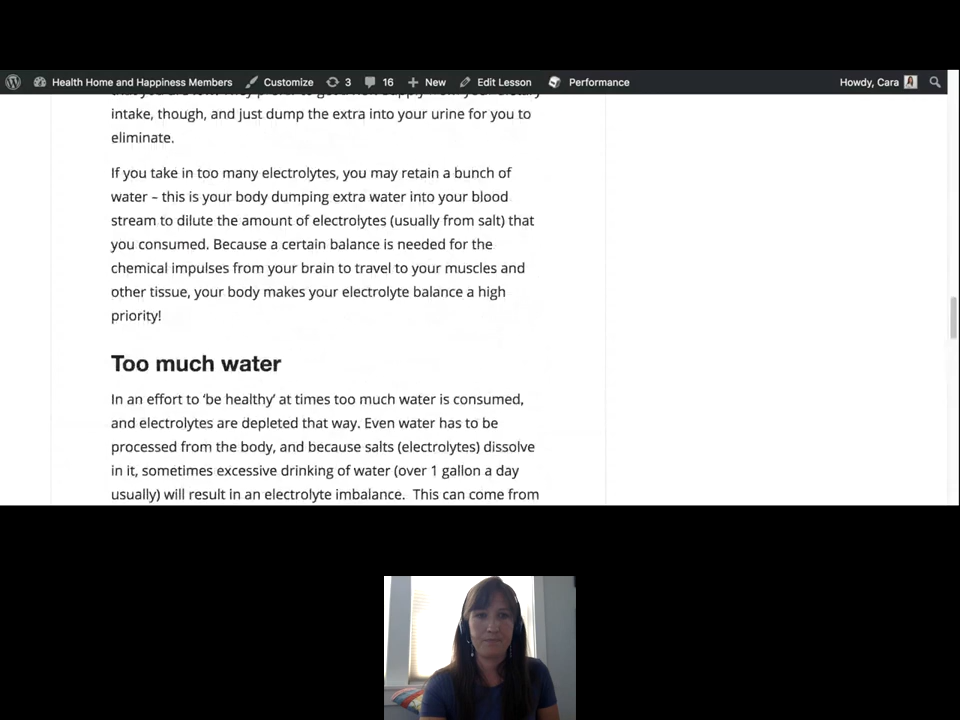 Health Home and Happiness Members Customize 3 16 New Edit Lesson Performance Howdy, Cara
intake, though, and just dump the extra into your urine for you to
eliminate.
If you take in too many electrolytes, you may retain a bunch of
water – this is your body dumping extra water into your blood
stream to dilute the amount of electrolytes (usually from salt) that
you consumed. Because a certain balance is needed for the
chemical impulses from your brain to travel to your muscles and
other tissue, your body makes your electrolyte balance a high
priority!
Too much water
In an effort to ‘be healthy’ at times too much water is consumed,
and electrolytes are depleted that way. Even water has to be
processed from the body, and because salts (electrolytes) dissolve
in it, sometimes excessive drinking of water (over 1 gallon a day
usually) will result in an electrolyte imbalance. This can come from